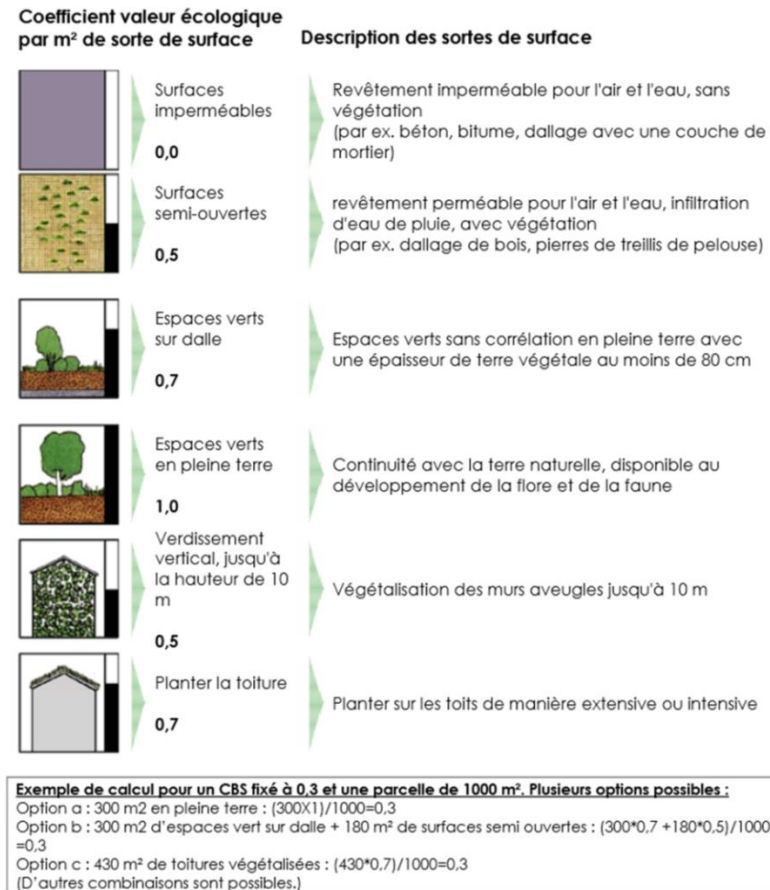 Coefficient valeur écologique
par m² de sorte de surface
Description des sortes de surface
Surfaces
imperméables
0,0
Revêtement imperméable pour l'air et l'eau, sans
végétation
(par ex. béton, bitume, dallage avec une couche de
mortier)
Surfaces
semi-ouvertes
0,5
revêtement perméable pour l'air et l'eau, infiltration
d'eau de pluie, avec végétation
(par ex. dallage de bois, pierres de treillis de pelouse)
Espaces verts
sur dalle
0,7
Espaces verts sans corrélation en pleine terre avec
une épaisseur de terre végétale au moins de 80 cm
Espaces verts
en pleine terre
1,0
Continuité avec la terre naturelle, disponible au
développement de la flore et de la faune
Verdissement
vertical, jusqu'à
la hauteur de 10
m
0,5
Végétalisation des murs aveugles jusqu'à 10 m
Planter la toiture
0,7
Planter sur les toits de manière extensive ou intensive
Exemple de calcul pour un CBS fixé à 0,3 et une parcelle de 1000 m². Plusieurs options possibles :
Option a : 300 m2 en pleine terre : (300X1)/1000=0,3
Option b : 300 m2 d'espaces vert sur dalle + 180 m² de surfaces semi ouvertes : (300*0,7 +180*0,5)/1000
=0,3
Option c : 430 m² de toitures végétalisées : (430*0,7)/1000=0,3
(D'autres combinaisons sont possibles.)